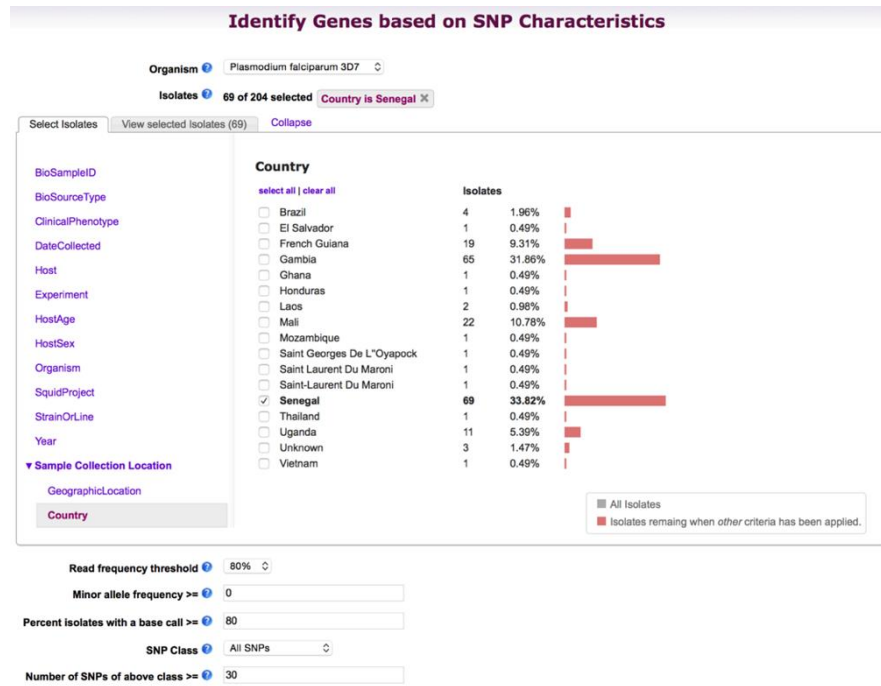 Identify Genes based on SNP Characteristics
Organism Plasmodium falciparum 3D7
Isolates 69 of 204 selected Country is Senegal
Select Isolates View selected Isolates (69) Collapse
BioSampleID
BioSourceType
ClinicalPhenotype
DateCollected
Host
Experiment
HostAge
HostSex
Organism
SquidProject
StrainOrLine
Year
Sample Collection Location
GeographicLocation
Country
Country
select all | clear all Isolates
Brazil 4 1.96%
El Salvador 1 0.49%
French Guiana 19 9.31%
Gambia 65 31.86%
Ghana 1 0.49%
Honduras 1 0.49%
Laos 2 0.98%
Mali 22 10.78%
Mozambique 1 0.49%
Saint Georges De L"Oyapock 1 0.49%
Saint Laurent Du Maroni 1 0.49%
Saint-Laurent Du Maroni 1 0.49%
Senegal 69 33.82%
Thailand 1 0.49%
Uganda 11 5.39%
Unknown 3 1.47%
Vietnam 1 0.49%
All Isolates
Isolates remaing when other criteria has been applied.
Read frequency threshold 80%
Minor allele frequency >= 0
Percent isolates with a base call >= 80
SNP Class All SNPs
Number of SNPs of above class >= 30